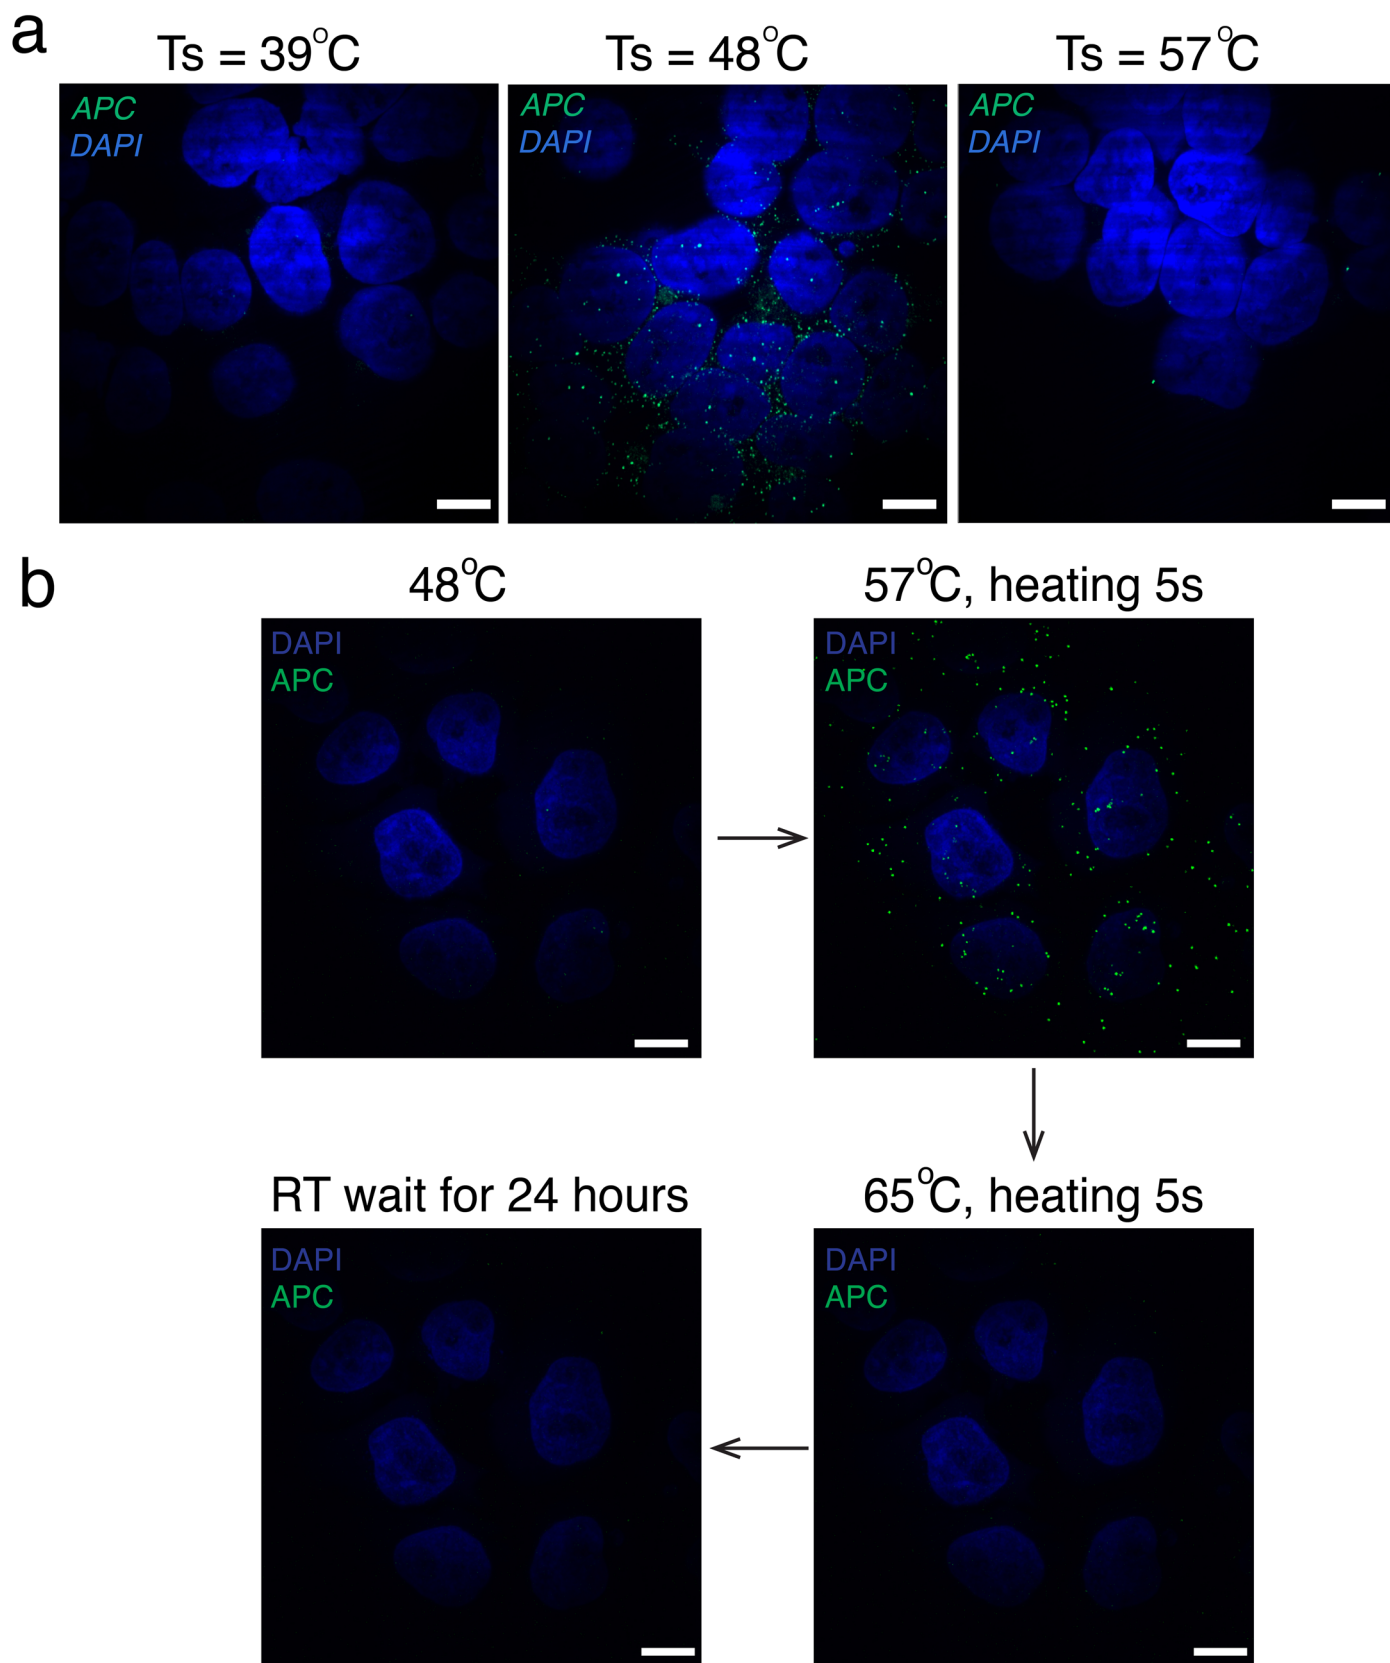 a
Ts = 39°C
Ts = 48°C
Ts = 57°C
APC
DAPI
APC
DAPI
APC
DAPI
b
48°C
57°C, heating 5s
DAPI
APC
DAPI
APC
RT wait for 24 hours
65°C, heating 5s
DAPI
APC
DAPI
APC